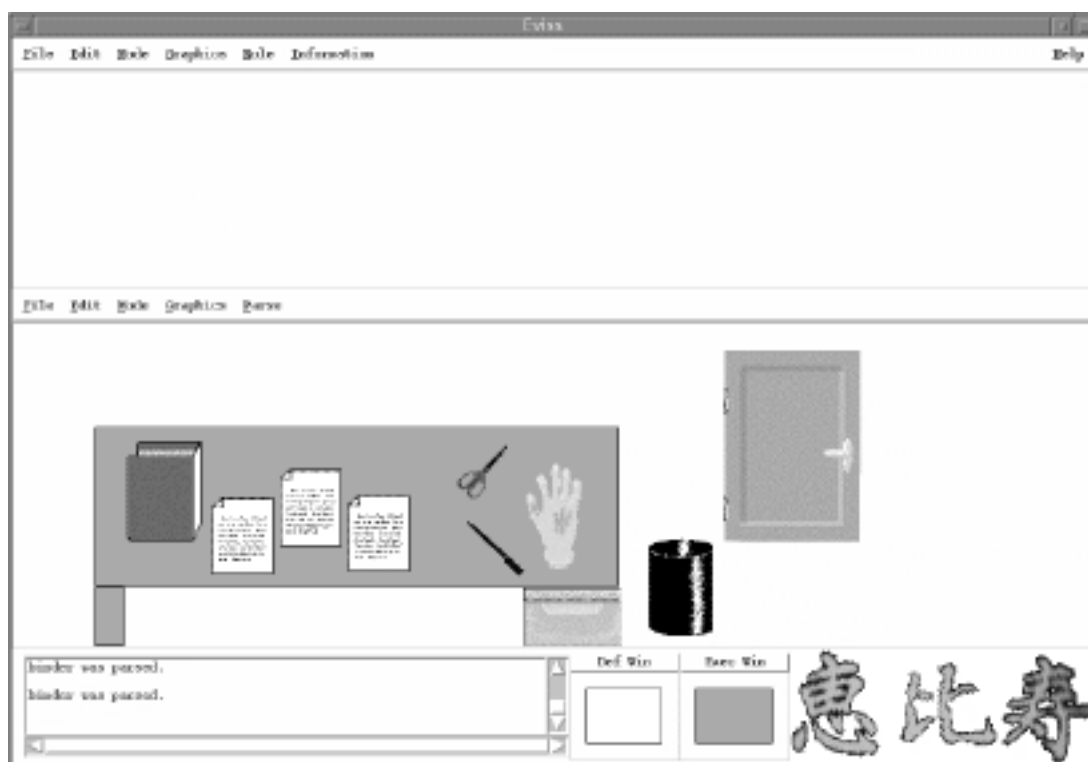 Eviss
File Edit Mode Graphics Rule Information Help
File Edit Mode Graphics Parse
binder was parsed.
binder was parsed.
Def Win Exec Win
恵比寿